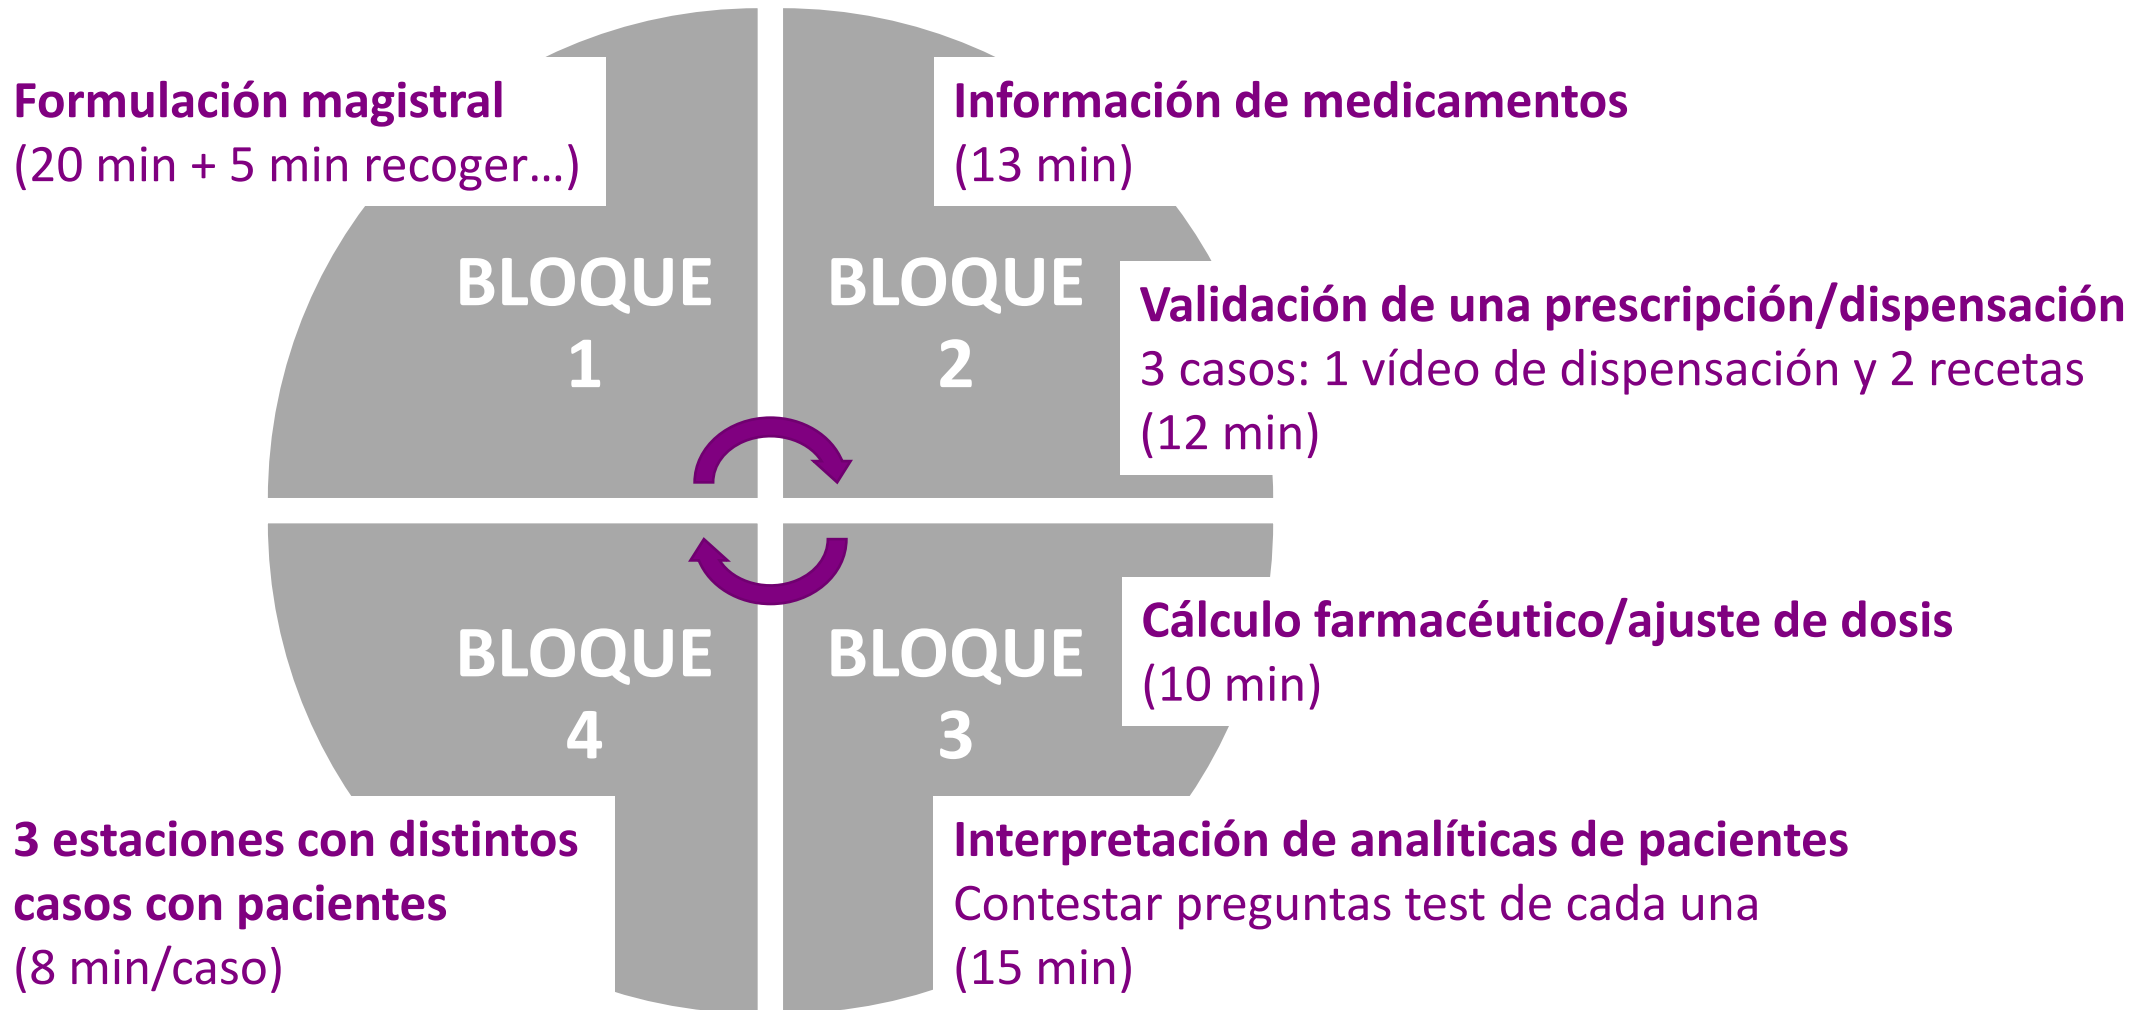 Formulación magistral
(20 min + 5 min recoger...)
BLOQUE
1
Información de medicamentos
(13 min)
BLOQUE
2
Validación de una prescripción/dispensación
3 casos: 1 vídeo de dispensación y 2 recetas
(12 min)
BLOQUE
3
Cálculo farmacéutico/ajuste de dosis
(10 min)
Interpretación de analíticas de pacientes
Contestar preguntas test de cada una
(15 min)
BLOQUE
4
3 estaciones con distintos
casos con pacientes
(8 min/caso)